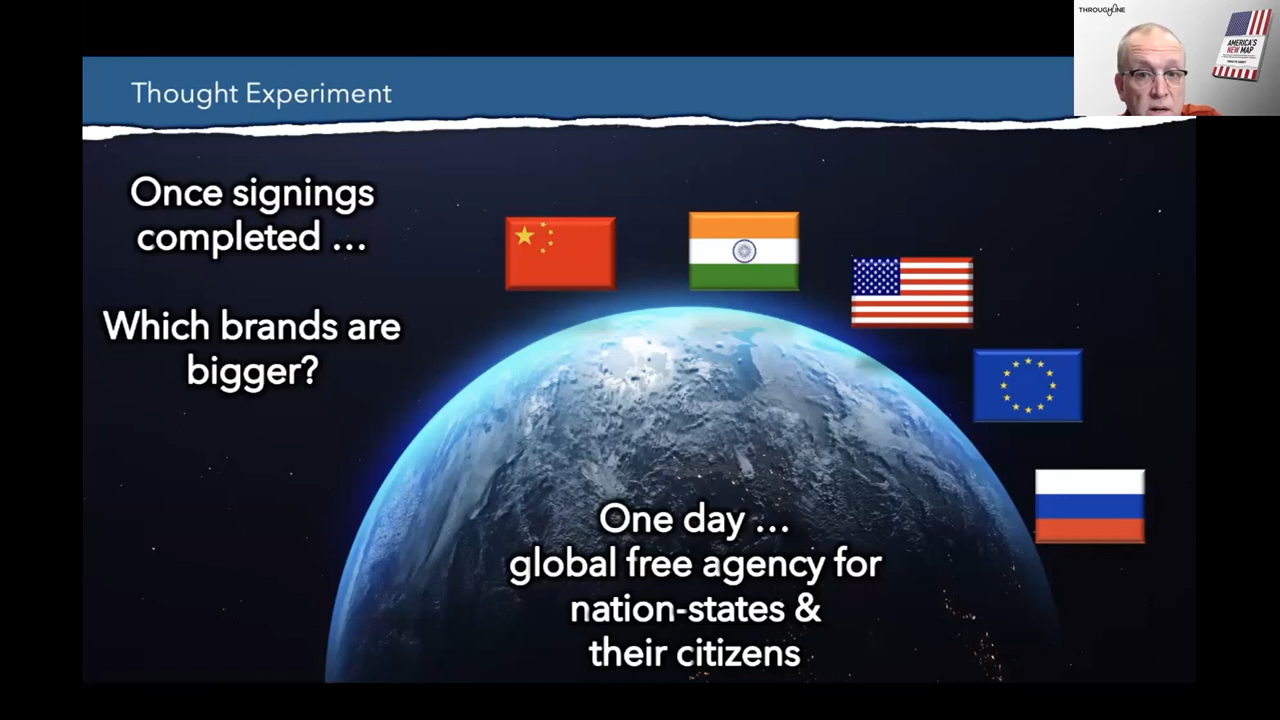 THROUGHLINE
AMERICA'S
NEW MAP
Thought Experiment
Once signings
completed …
Which brands are
bigger?
One day …
global free agency for
nation-states &
their citizens